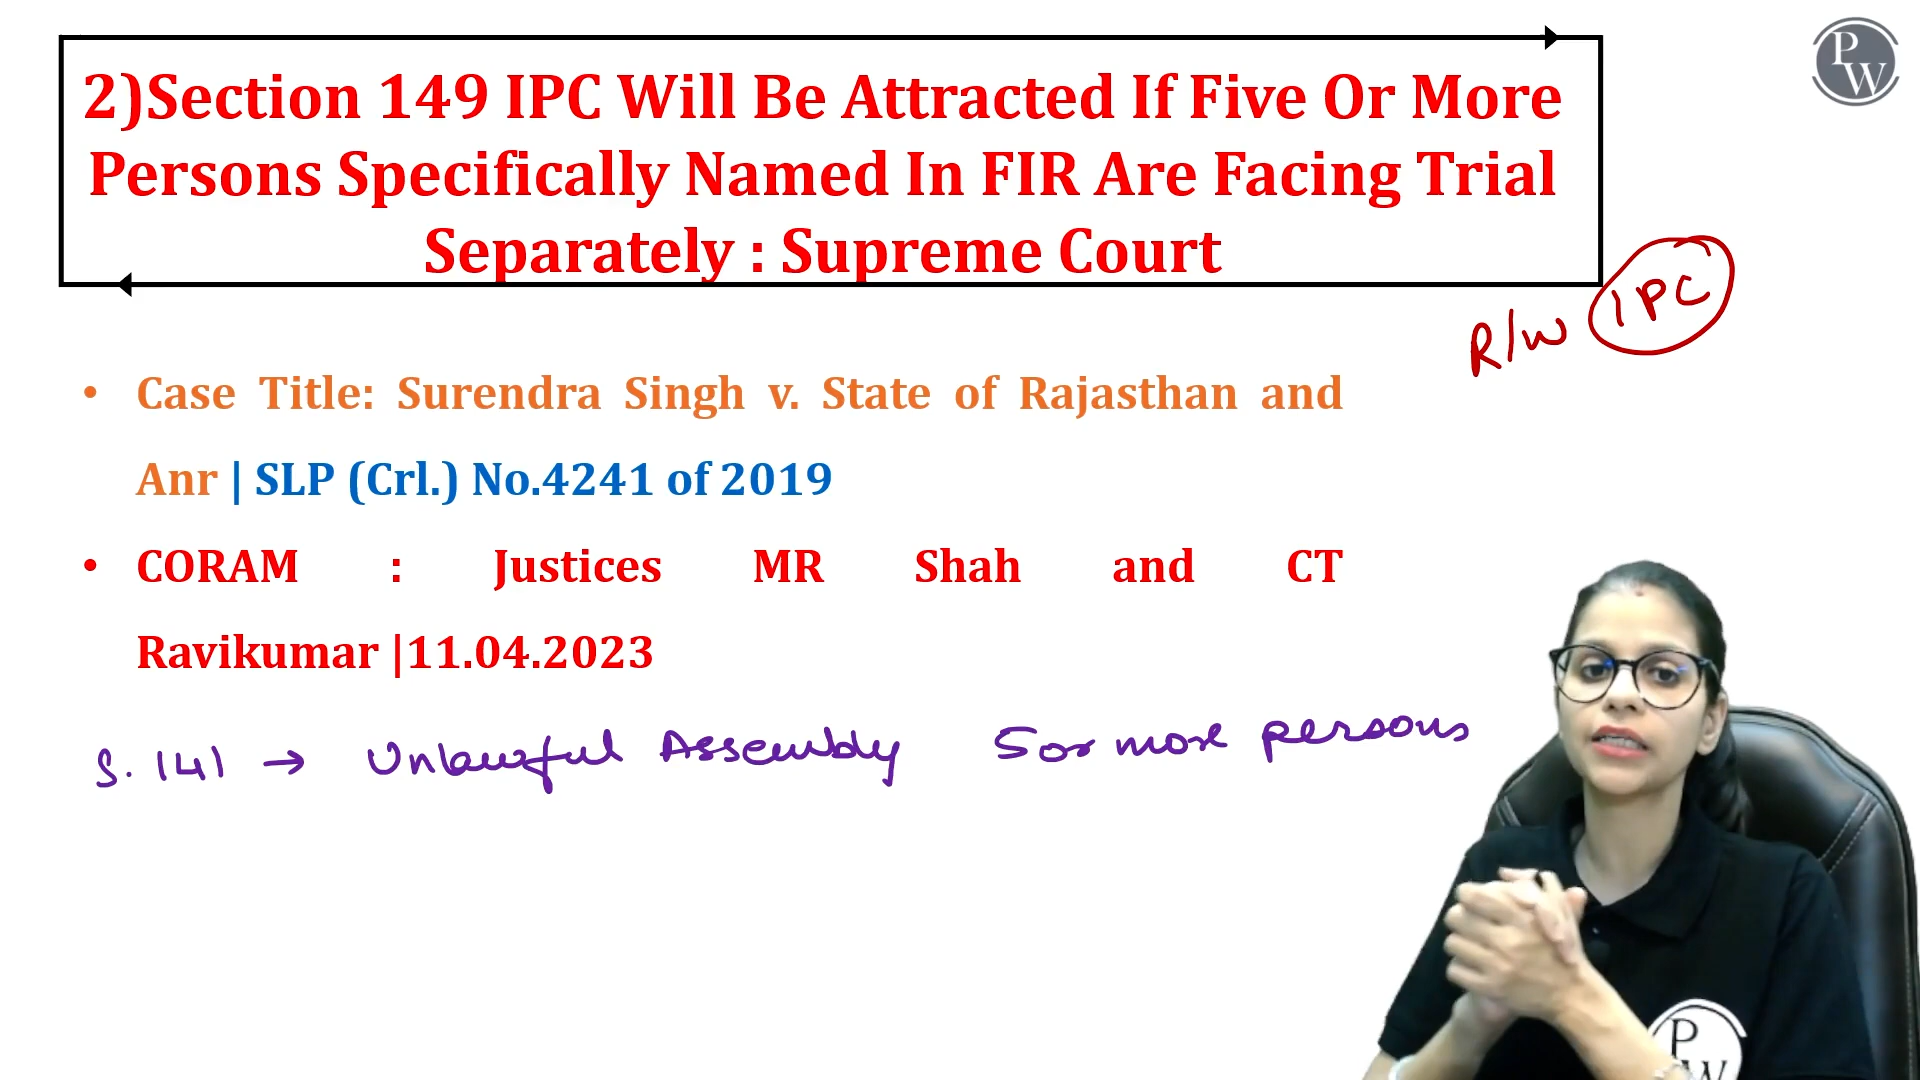 PW
2)Section 149 IPC Will Be Attracted If Five Or More
Persons Specifically Named In FIR Are Facing Trial
Separately : Supreme Court
R/W IPC
• Case Title: Surendra Singh v. State of Rajasthan and
Anr | SLP (Crl.) No.4241 of 2019
• CORAM : Justices MR Shah and CT
Ravikumar |11.04.2023
S. 141 → Unlawful Assembly 5 or more persons
PW